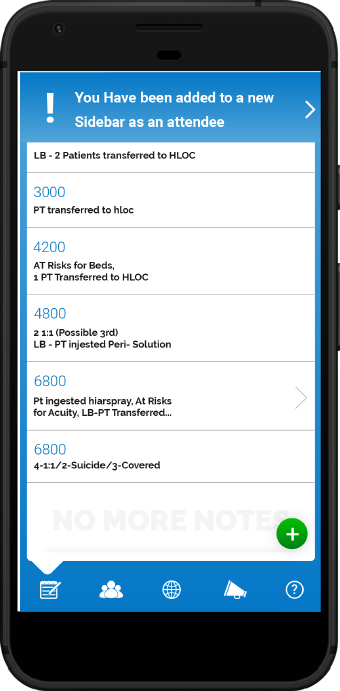 You Have been added to a new
Sidebar as an attendee
LB - 2 Patients transferred to HLOC
3000
PT transferred to hloc
4200
AT Risks for Beds,
1 PT Transferred to HLOC
4800
2 1:1 (Possible 3rd)
LB - PT injested Peri- Solution
6800
Pt ingested hiarspray, At Risks
for Acuity, LB-PT Transferred...
6800
4-1:1/2-Suicide/3-Covered
NO MORE NOTES